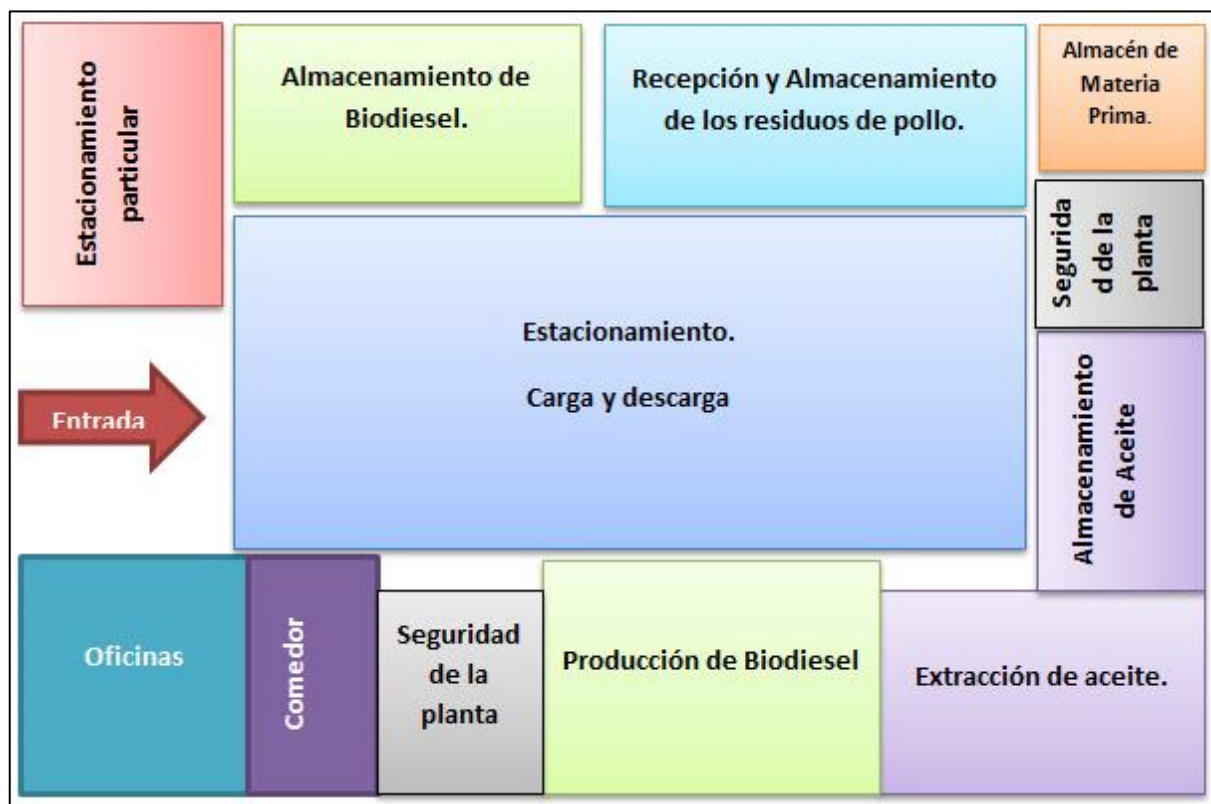 Estacionamiento
particular
Almacenamiento de
Biodiesel.
Recepción y Almacenamiento
de los residuos de pollo.
Almacén de
Materia
Prima.
Segurida
d de la
planta
Estacionamiento.
Carga y descarga
Entrada
Almacenamiento
de Aceite
Oficinas
Comedor
Seguridad
de la
planta
Producción de Biodiesel
Extracción de aceite.